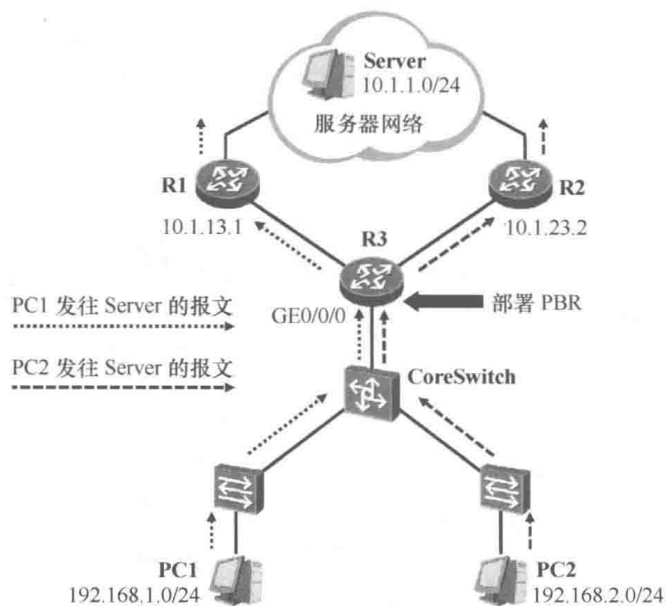 Server
10.1.1.0/24
服务器网络
R1
R2
10.1.13.1
R3
10.1.23.2
PC1 发往 Server 的报文
GE0/0/0
部署 PBR
PC2 发往 Server 的报文
CoreSwitch
PC1
192.168.1.0/24
PC2
192.168.2.0/24